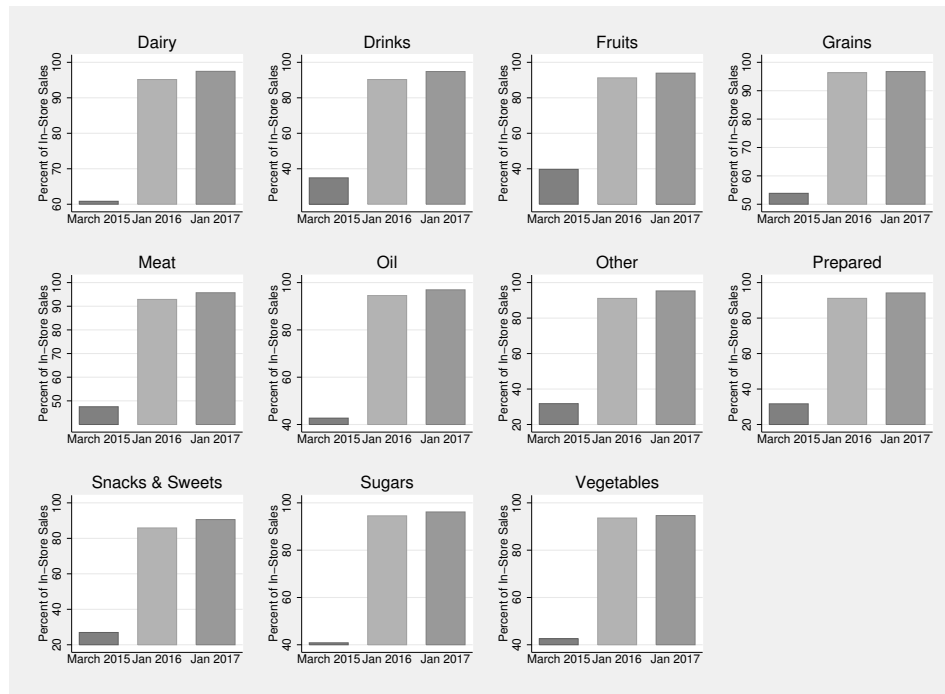 Dairy
Percent of In-Store Sales
60 70 80 90 100
March 2015 Jan 2016 Jan 2017
Drinks
Percent of In-Store Sales
40 60 80 100
March 2015 Jan 2016 Jan 2017
Fruits
Percent of In-Store Sales
40 60 80 100
March 2015 Jan 2016 Jan 2017
Grains
Percent of In-Store Sales
50 60 70 80 90 100
March 2015 Jan 2016 Jan 2017
Meat
Percent of In-Store Sales
50 60 70 80 90 100
March 2015 Jan 2016 Jan 2017
Oil
Percent of In-Store Sales
40 60 80 100
March 2015 Jan 2016 Jan 2017
Other
Percent of In-Store Sales
20 40 60 80 100
March 2015 Jan 2016 Jan 2017
Prepared
Percent of In-Store Sales
20 40 60 80 100
March 2015 Jan 2016 Jan 2017
Snacks & Sweets
Percent of In-Store Sales
20 40 60 80 100
March 2015 Jan 2016 Jan 2017
Sugars
Percent of In-Store Sales
40 60 80 100
March 2015 Jan 2016 Jan 2017
Vegetables
Percent of In-Store Sales
40 60 80 100
March 2015 Jan 2016 Jan 2017